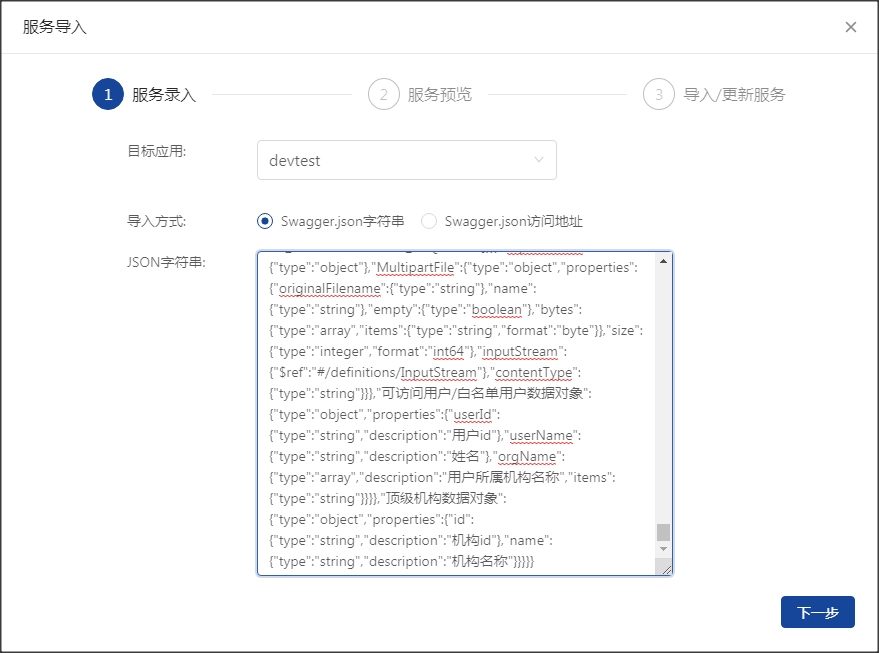 服务导入
1 服务录入 2 服务预览 3 导入/更新服务
目标应用: devtest
导入方式: Swagger.json字符串 Swagger.json访问地址
JSON字符串:
{"type":"object"},"MultipartFile":{"type":"object","properties":
{"originalFilename":{"type":"string"},"name":
{"type":"string"},"empty":{"type":"boolean"},"bytes":
{"type":"array","items":{"type":"string","format":"byte"}},"size":
{"type":"integer","format":"int64"},"inputStream":
{"$ref":"#/definitions/InputStream"},"contentType":
{"type":"string"}}},"可访问用户/白名单用户数据对象":
{"type":"object","properties":{"userId":
{"type":"string","description":"用户id"},"userName":
{"type":"string","description":"姓名"},"orgName":
{"type":"array","description":"用户所属机构名称","items":
{"type":"string"}}}},"顶级机构数据对象":
{"type":"object","properties":{"id":
{"type":"string","description":"机构id"},"name":
{"type":"string","description":"机构名称"}}}}}
下一步